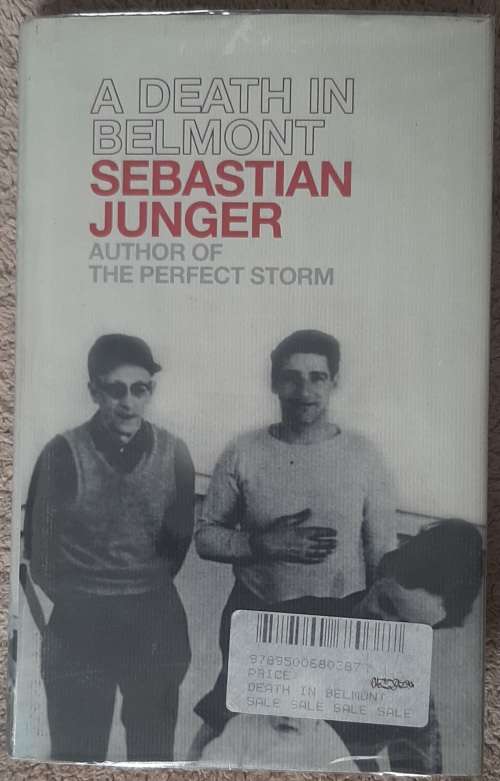 A DEATH IN
BELMONT
SEBASTIAN
JUNGER
AUTHOR OF
THE PERFECT STORM
PRICE
DEATH IN BELMONT
SALE SALE SALE SALE